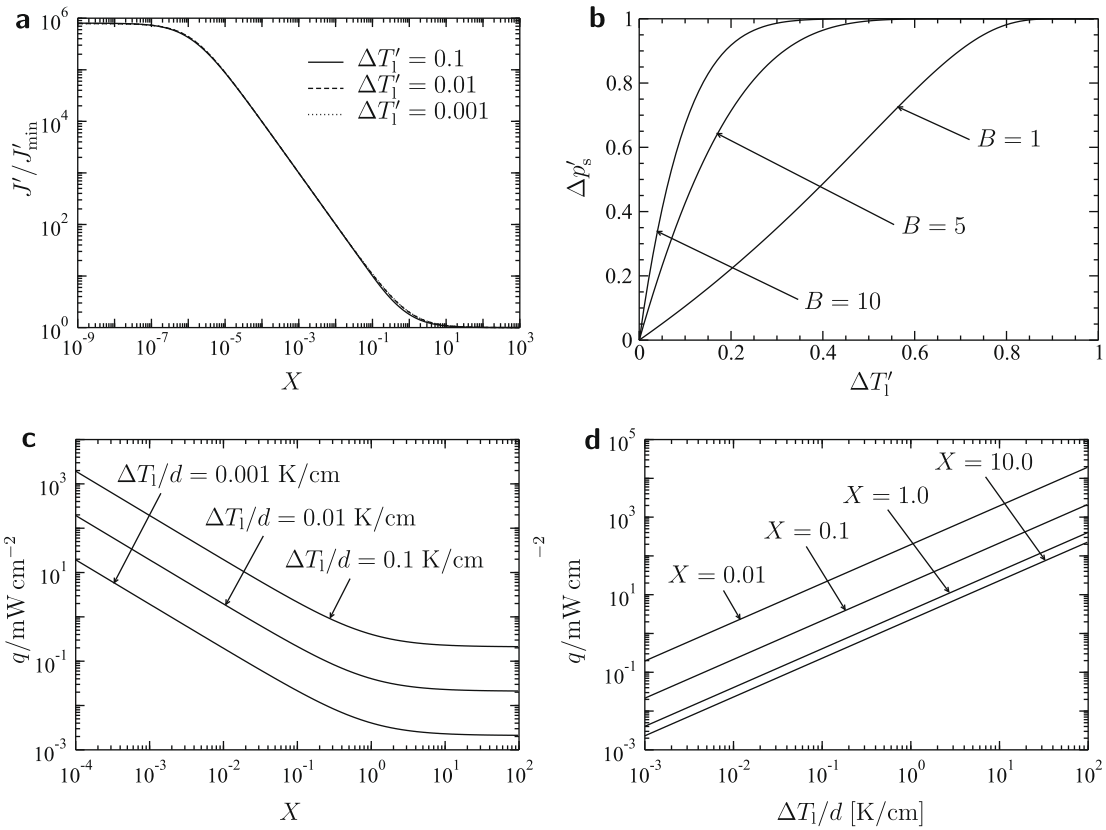 a
10^6
10^4
10^2
10^0
J′/J′min
ΔT′l = 0.1
ΔT′l = 0.01
ΔT′l = 0.001
10^-9 10^-7 10^-5 10^-3 10^-1 10^1 10^3
X
b
1
0.8
0.6
0.4
0.2
0
Δp′s
B = 1
B = 5
B = 10
0 0.2 0.4 0.6 0.8 1
ΔT′l
c
10^3
10^1
10^-1
10^-3
q/mW cm^-2
ΔTl/d = 0.001 K/cm
ΔTl/d = 0.01 K/cm
ΔTl/d = 0.1 K/cm
10^-4 10^-3 10^-2 10^-1 10^0 10^1 10^2
X
d
10^5
10^3
10^1
10^-1
10^-3
q/mW cm^-2
X = 10.0
X = 1.0
X = 0.1
X = 0.01
10^-3 10^-2 10^-1 10^0 10^1 10^2
ΔTl/d [K/cm]